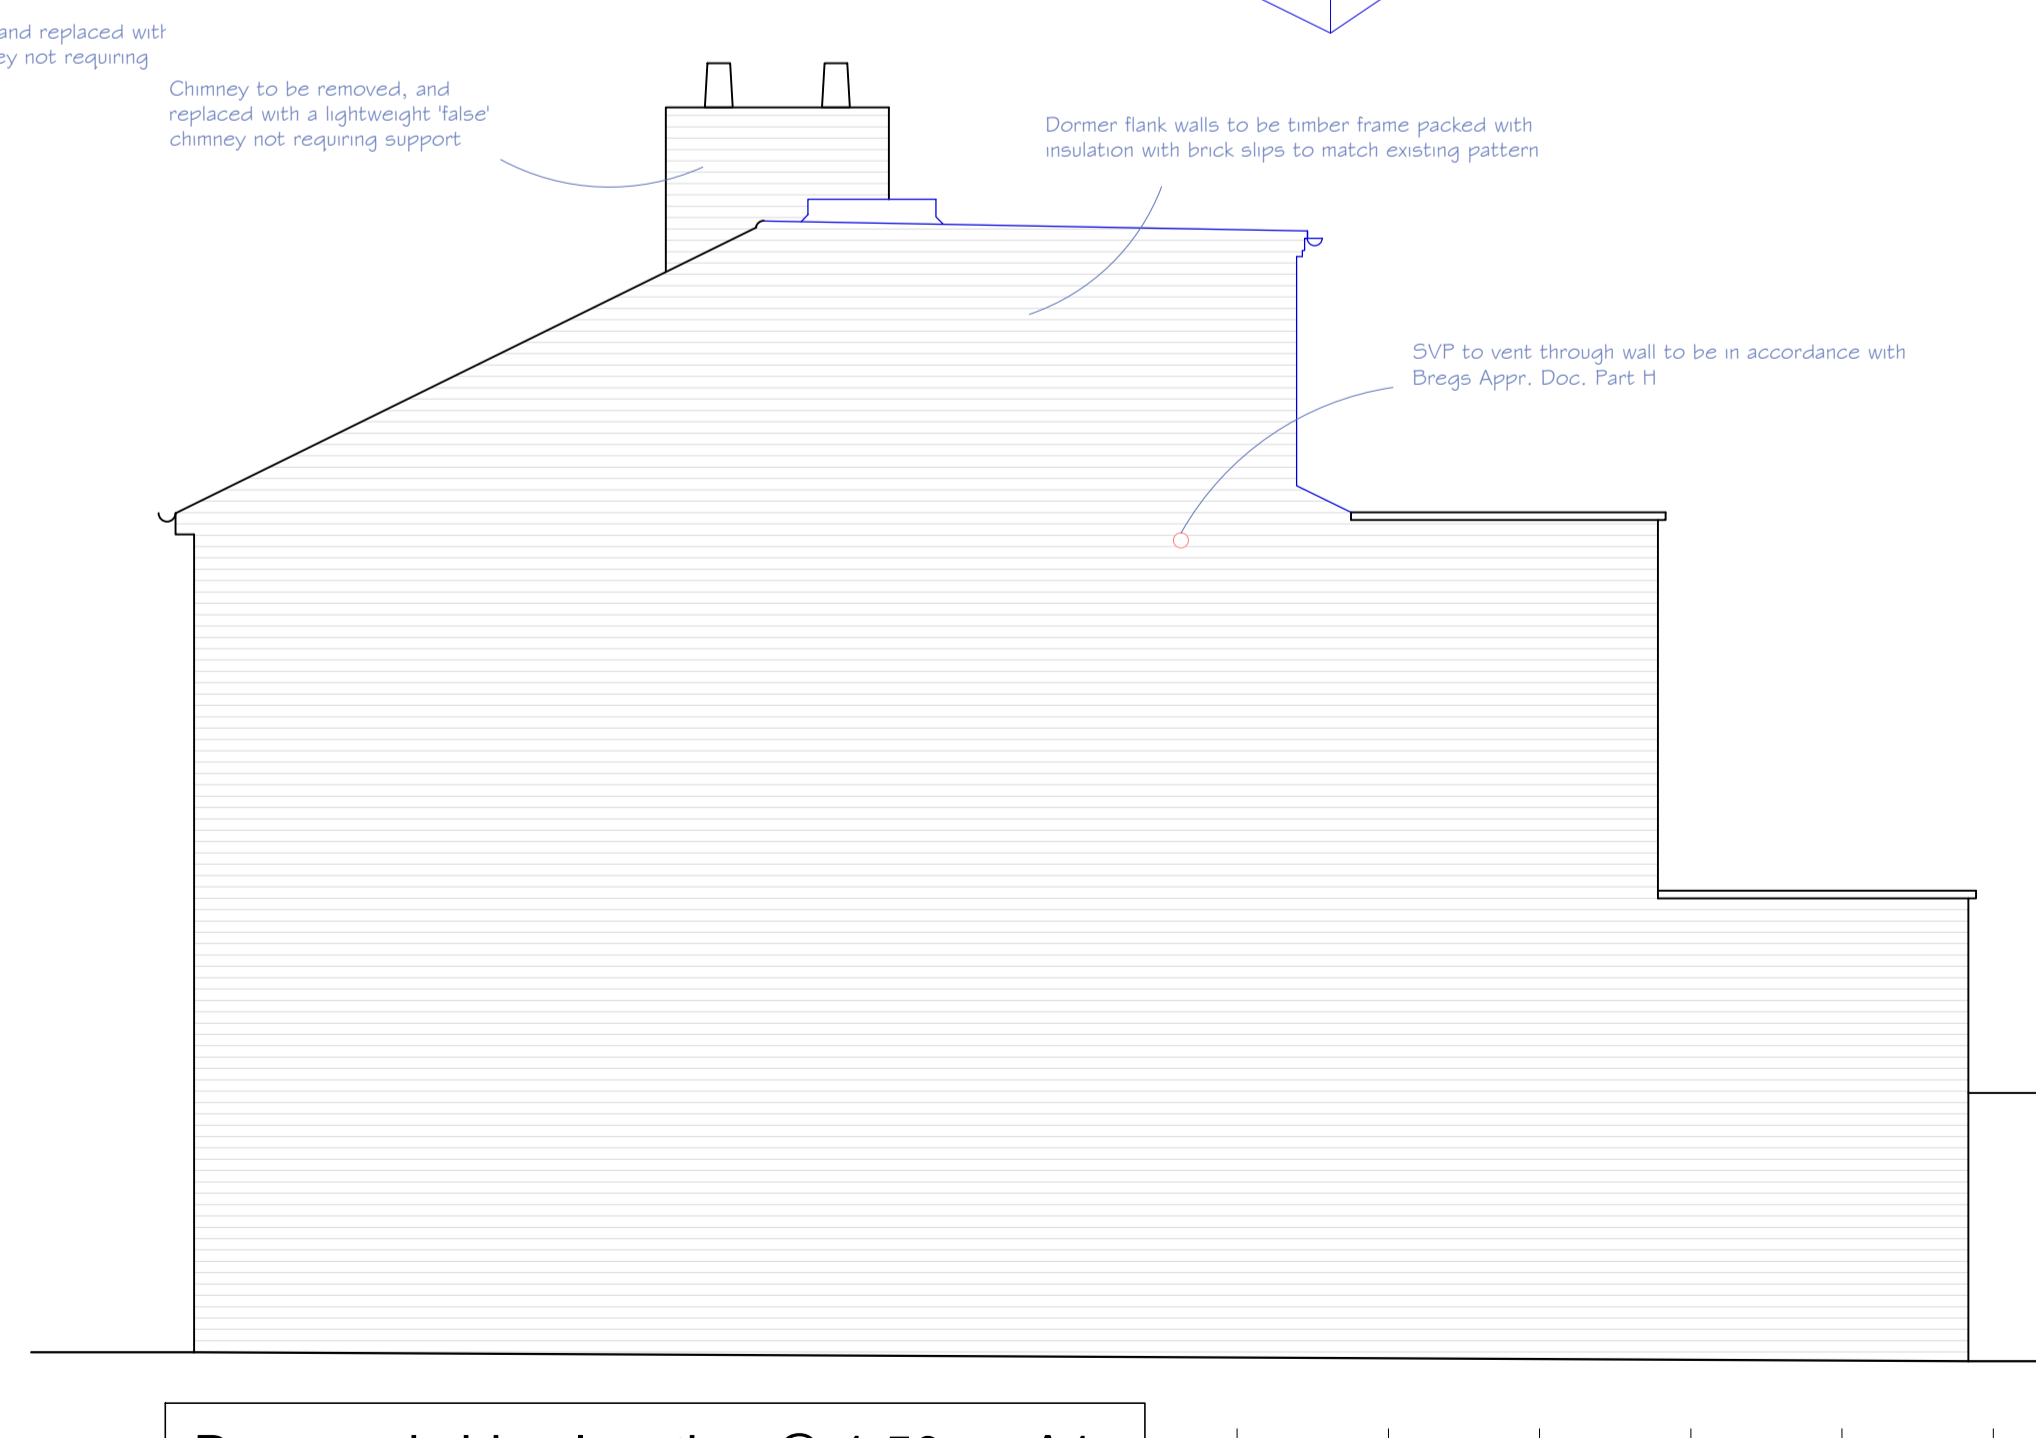 and replaced with
ey not requiring
Chimney to be removed, and
replaced with a lightweight 'false'
chimney not requiring support
Dormer flank walls to be timber frame packed with
insulation with brick slips to match existing pattern
SVP to vent through wall to be in accordance with
Bregs Appr. Doc. Part H